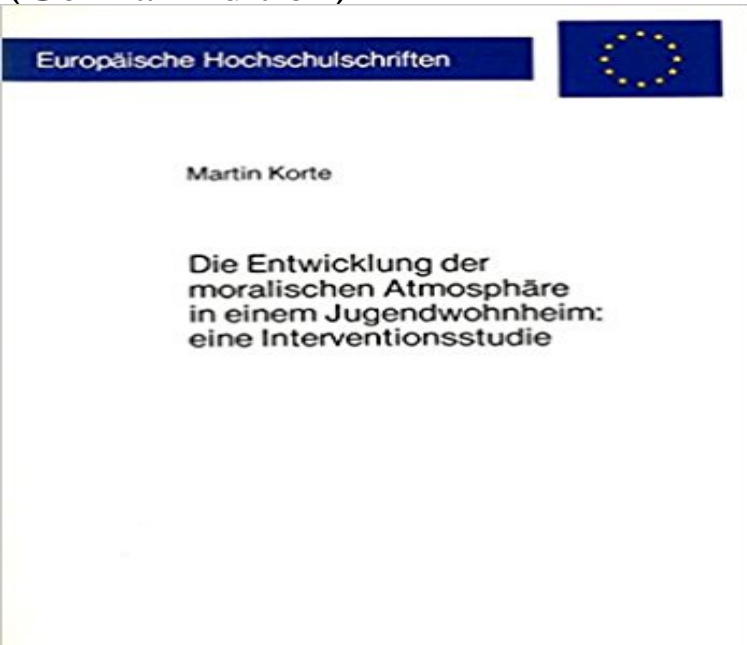 Europäische Hochschulschriften
Martin Korte
Die Entwicklung der
moralischen Atmosphäre
in einem Jugendwohnheim:
eine Interventionsstudie